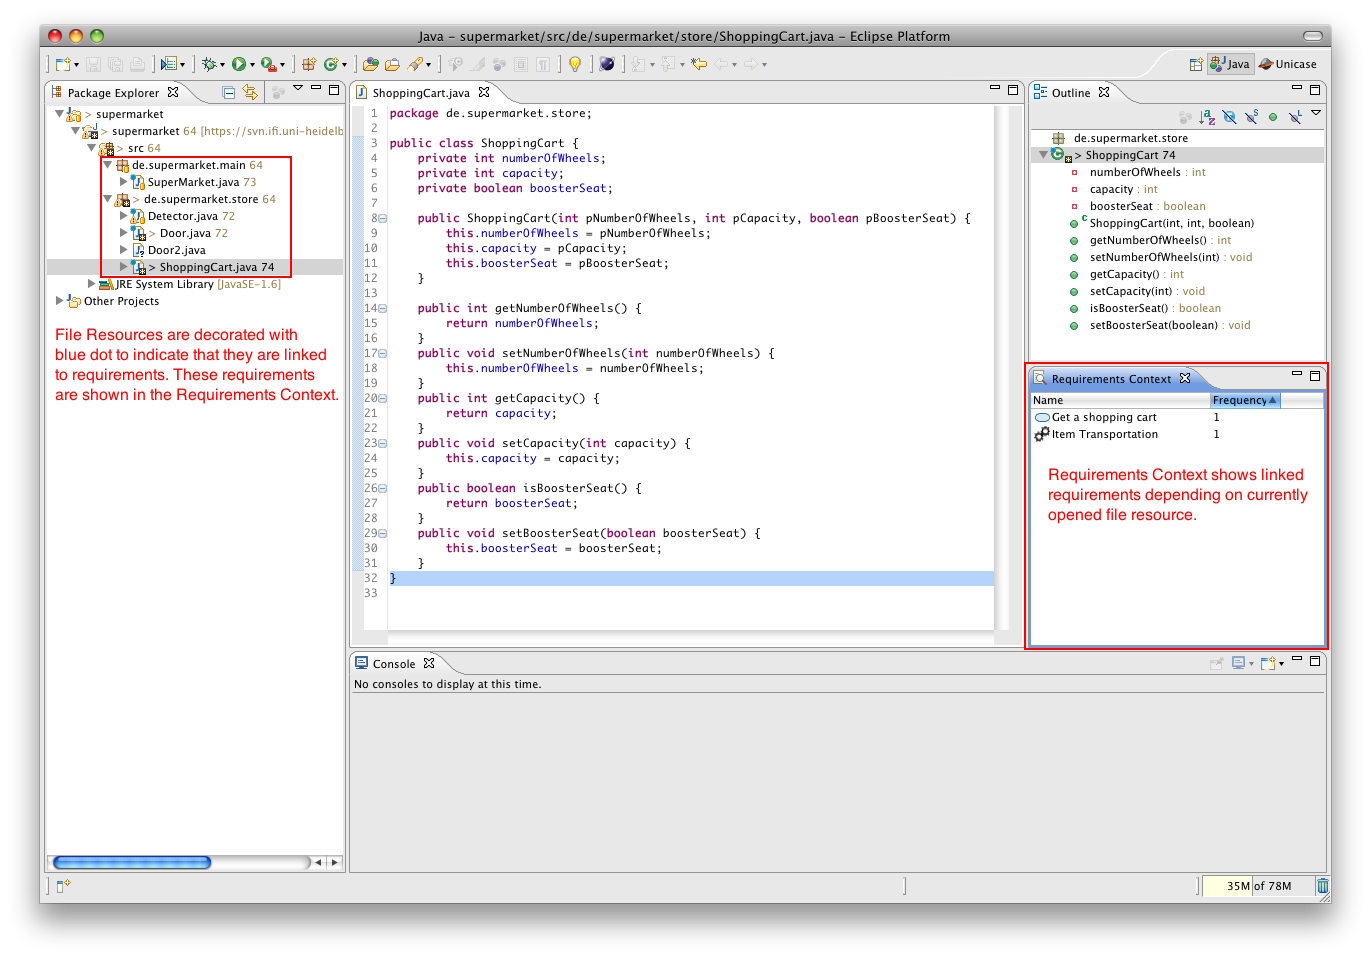 Java – supermarket/src/de/supermarket/store/ShoppingCart.java – Eclipse Platform
Java
Unicase
Package Explorer
> supermarket
> supermarket 64 [https://svn.ifi.uni-heidelb
> src 64
de.supermarket.main 64
SuperMarket.java 73
> de.supermarket.store 64
Detector.java 72
> Door.java 72
Door2.java
> ShoppingCart.java 74
JRE System Library [JavaSE-1.6]
Other Projects
File Resources are decorated with
blue dot to indicate that they are linked
to requirements. These requirements
are shown in the Requirements Context.
ShoppingCart.java
1 package de.supermarket.store;
2
3 public class ShoppingCart {
4 private int numberOfWheels;
5 private int capacity;
6 private boolean boosterSeat;
7
8 public ShoppingCart(int pNumberOfWheels, int pCapacity, boolean pBoosterSeat) {
9 this.numberOfWheels = pNumberOfWheels;
10 this.capacity = pCapacity;
11 this.boosterSeat = pBoosterSeat;
12 }
13
14 public int getNumberOfWheels() {
15 return numberOfWheels;
16 }
17 public void setNumberOfWheels(int numberOfWheels) {
18 this.numberOfWheels = numberOfWheels;
19 }
20 public int getCapacity() {
21 return capacity;
22 }
23 public void setCapacity(int capacity) {
24 this.capacity = capacity;
25 }
26 public boolean isBoosterSeat() {
27 return boosterSeat;
28 }
29 public void setBoosterSeat(boolean boosterSeat) {
30 this.boosterSeat = boosterSeat;
31 }
32 }
33
Outline
de.supermarket.store
> ShoppingCart 74
numberOfWheels : int
capacity : int
boosterSeat : boolean
ShoppingCart(int, int, boolean)
getNumberOfWheels() : int
setNumberOfWheels(int) : void
getCapacity() : int
setCapacity(int) : void
isBoosterSeat() : boolean
setBoosterSeat(boolean) : void
Requirements Context
Name Frequency
Get a shopping cart 1
Item Transportation 1
Requirements Context shows linked
requirements depending on currently
opened file resource.
Console
No consoles to display at this time.
35M of 78M